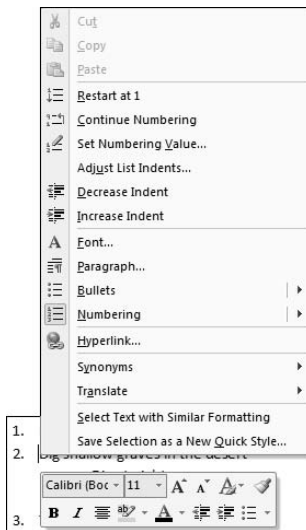 Cut
Copy
Paste
Restart at 1
Continue Numbering
Set Numbering Value...
Adjust List Indents...
Decrease Indent
Increase Indent
Font...
Paragraph...
Bullets
Numbering
Hyperlink...
Synonyms
Translate
Select Text with Similar Formatting
Save Selection as a New Quick Style...
1.
2. Dig shallow graves in the desert
Calibri (Boc 11 A A A
B I ab A
3.